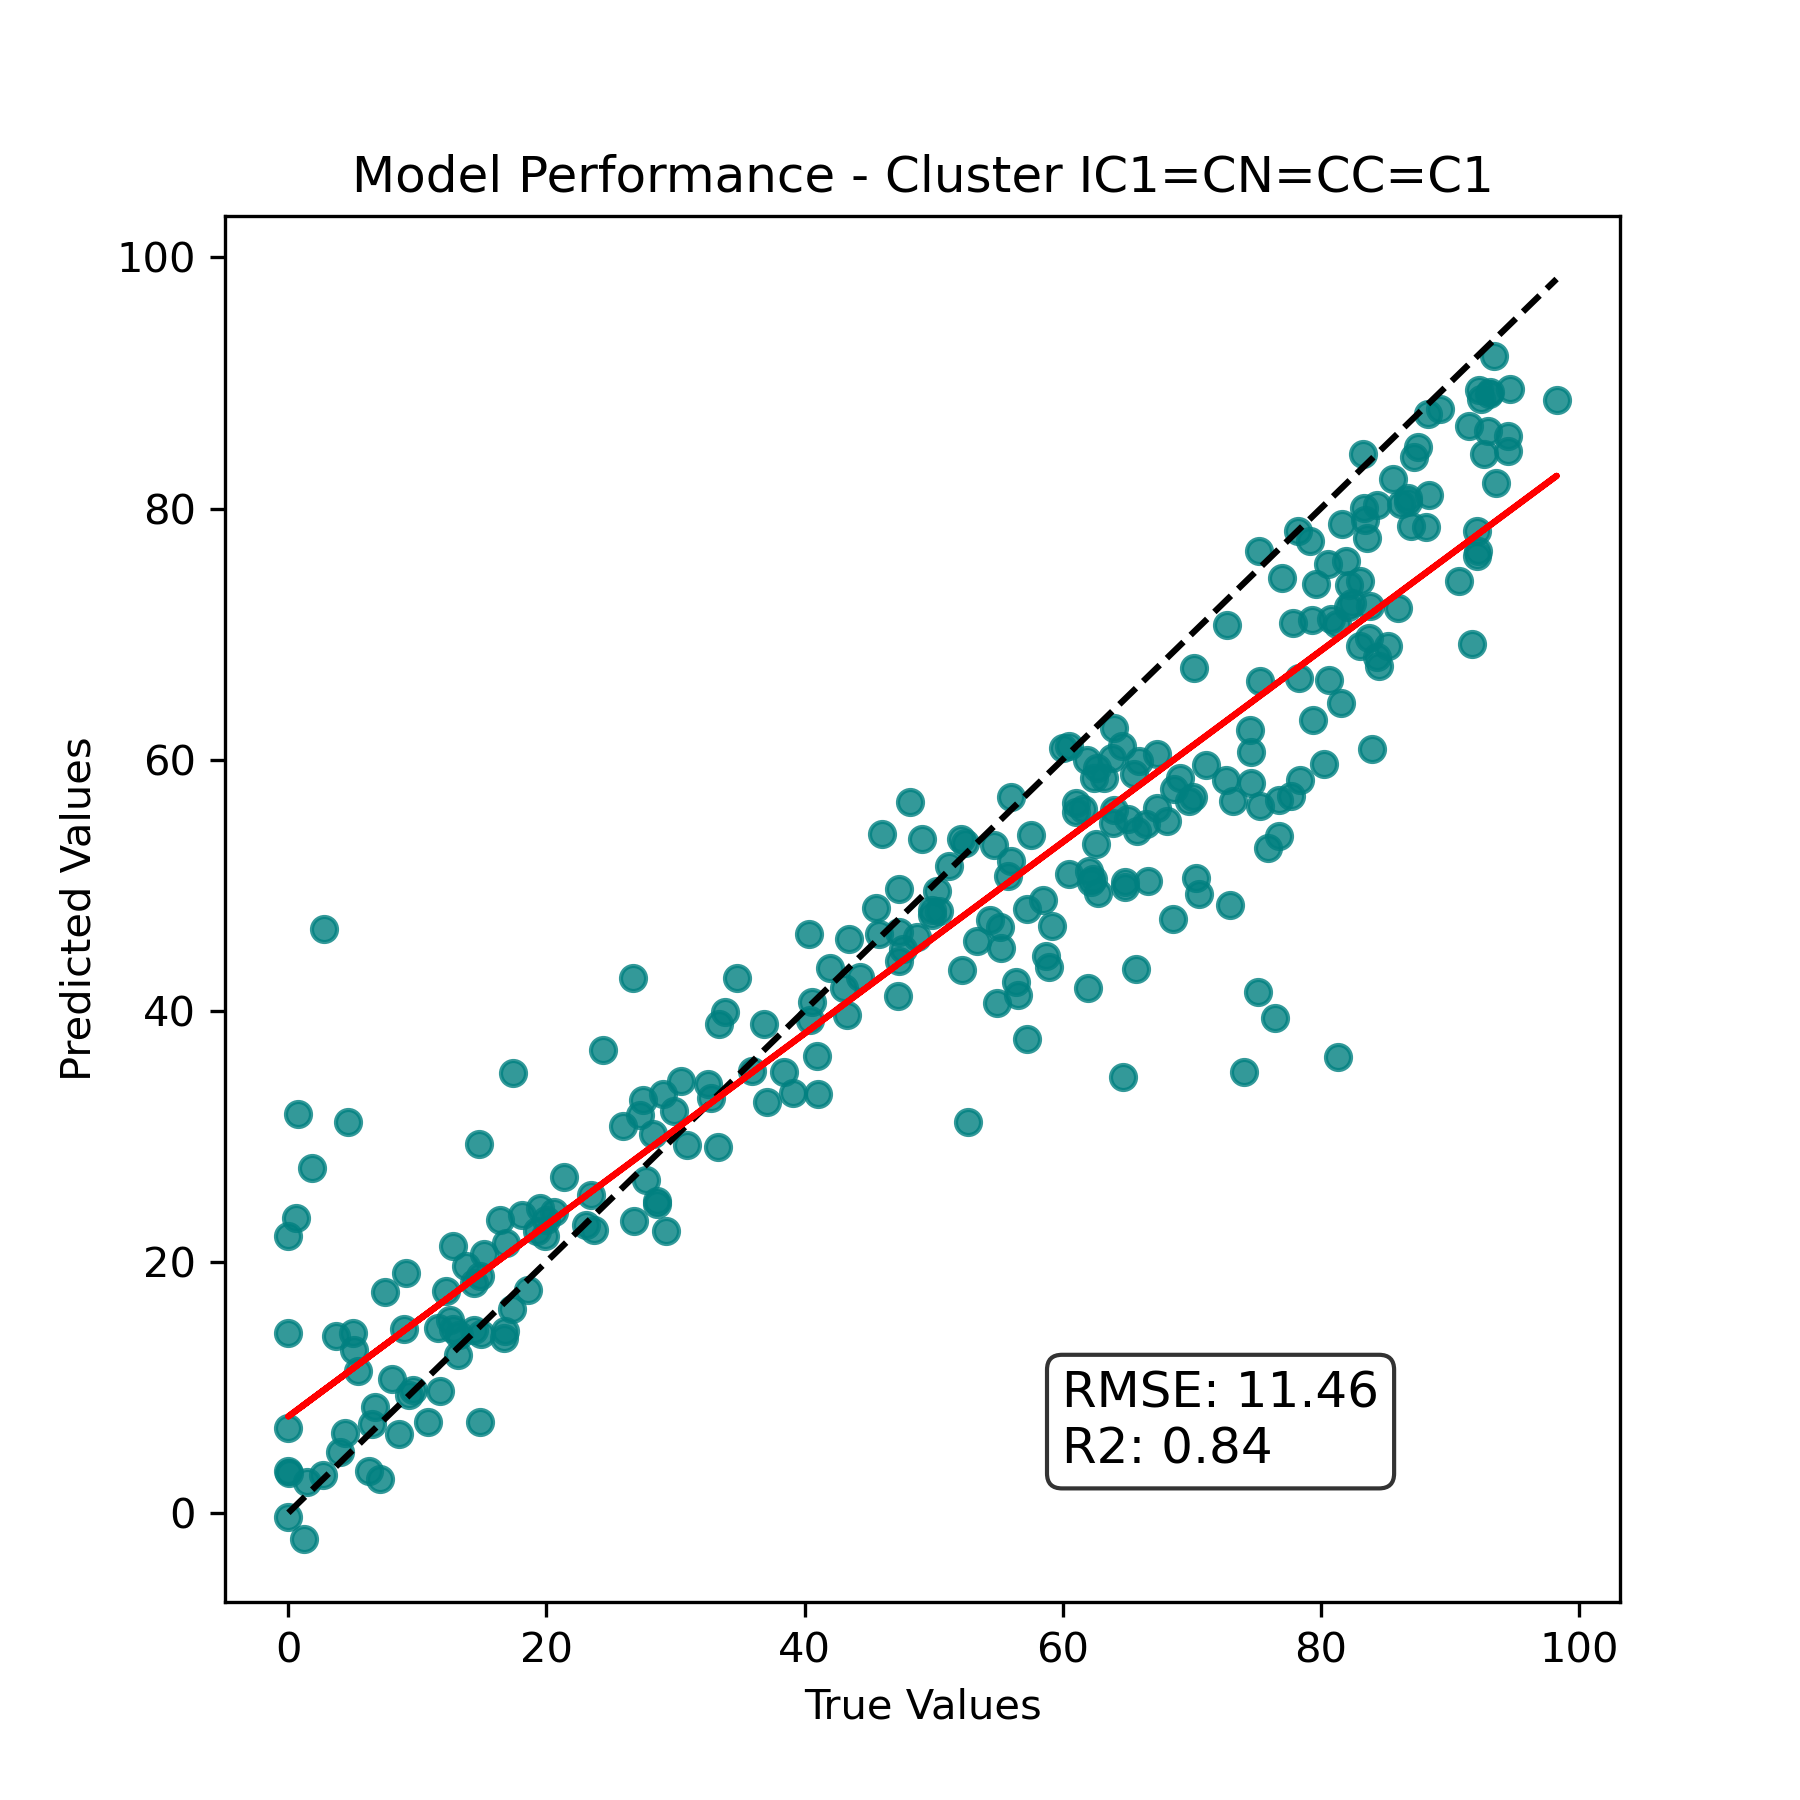 Model Performance - Cluster IC1=CN=CC=C1
100
80
60
40
20
0
Predicted Values
RMSE: 11.46
R2: 0.84
0 20 40 60 80 100
True Values